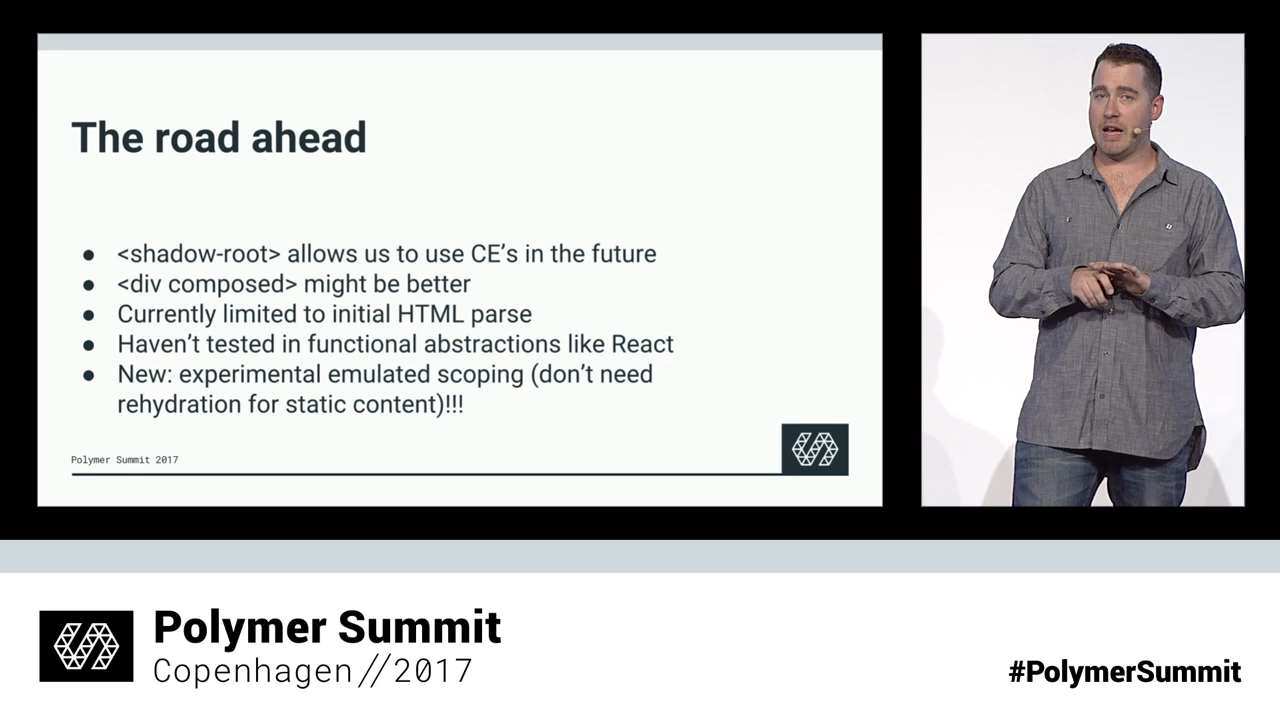 The road ahead
● <shadow-root> allows us to use CE’s in the future
● <div composed> might be better
● Currently limited to initial HTML parse
● Haven’t tested in functional abstractions like React
● New: experimental emulated scoping (don’t need
rehydration for static content)!!!
Polymer Summit 2017
Polymer Summit
Copenhagen//2017
#PolymerSummit